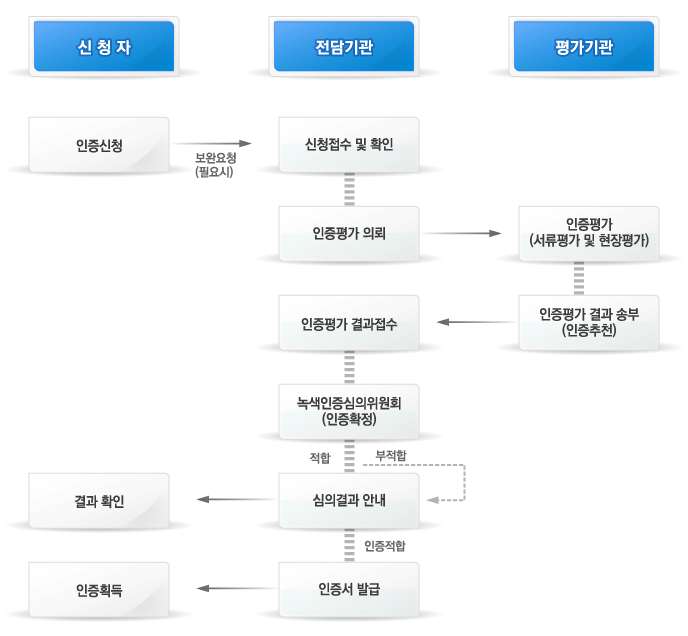 신 청 자
전담기관
평가기관
인증신청
보완요청
(필요시)
신청접수 및 확인
인증평가 의뢰
인증평가
(서류평가 및 현장평가)
인증평가 결과접수
인증평가 결과 송부
(인증추천)
녹색인증심의위원회
(인증확정)
적합
부적합
결과 확인
심의결과 안내
인증적합
인증획득
인증서 발급